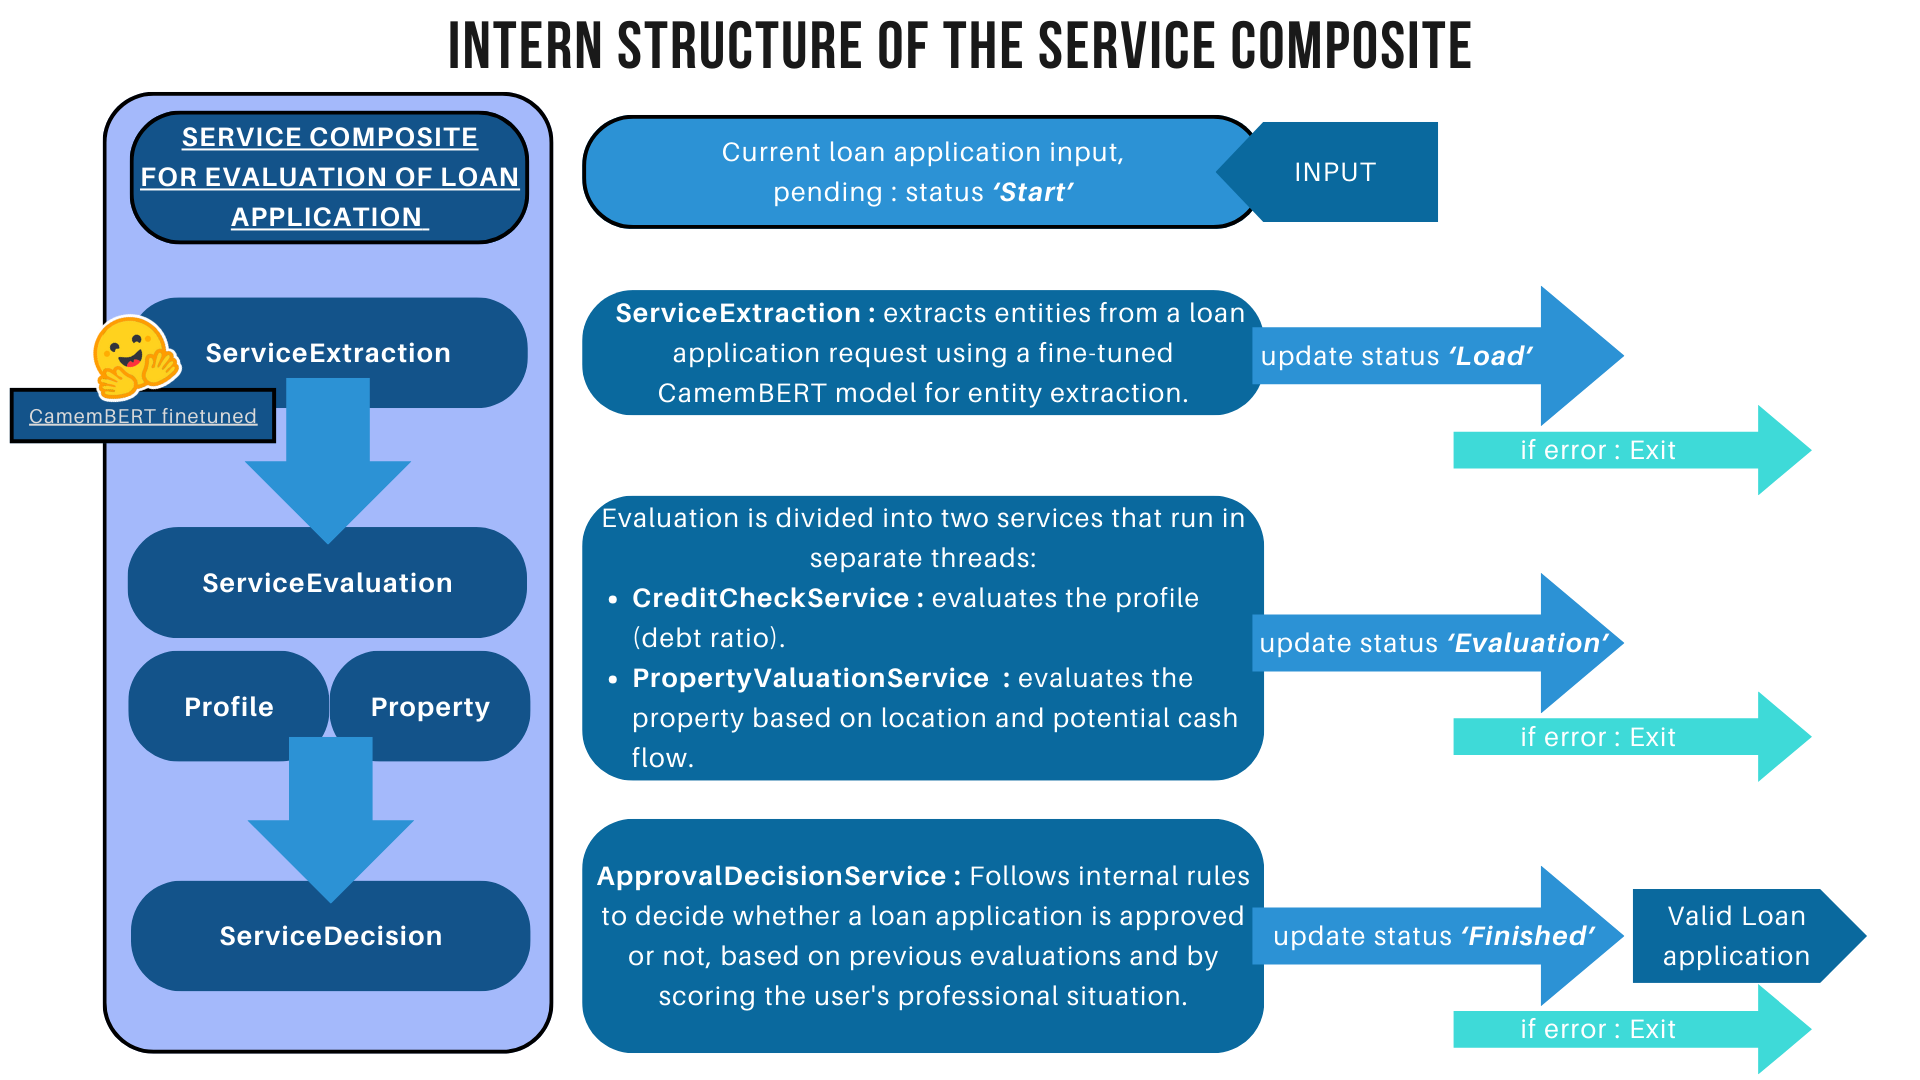 INTERN STRUCTURE OF THE SERVICE COMPOSITE
SERVICE COMPOSITE
FOR EVALUATION OF LOAN
APPLICATION
Current loan application input,
pending : status ‘Start’
INPUT
ServiceExtraction
CamemBERT finetuned
ServiceExtraction : extracts entities from a loan
application request using a fine-tuned
CamemBERT model for entity extraction.
update status ‘Load’
if error : Exit
ServiceEvaluation
Profile
Property
Evaluation is divided into two services that run in
separate threads:
• CreditCheckService : evaluates the profile
(debt ratio).
• PropertyValuationService : evaluates the
property based on location and potential cash
flow.
update status ‘Evaluation’
if error : Exit
ServiceDecision
ApprovalDecisionService : Follows internal rules
to decide whether a loan application is approved
or not, based on previous evaluations and by
scoring the user's professional situation.
update status ‘Finished’
Valid Loan
application
if error : Exit